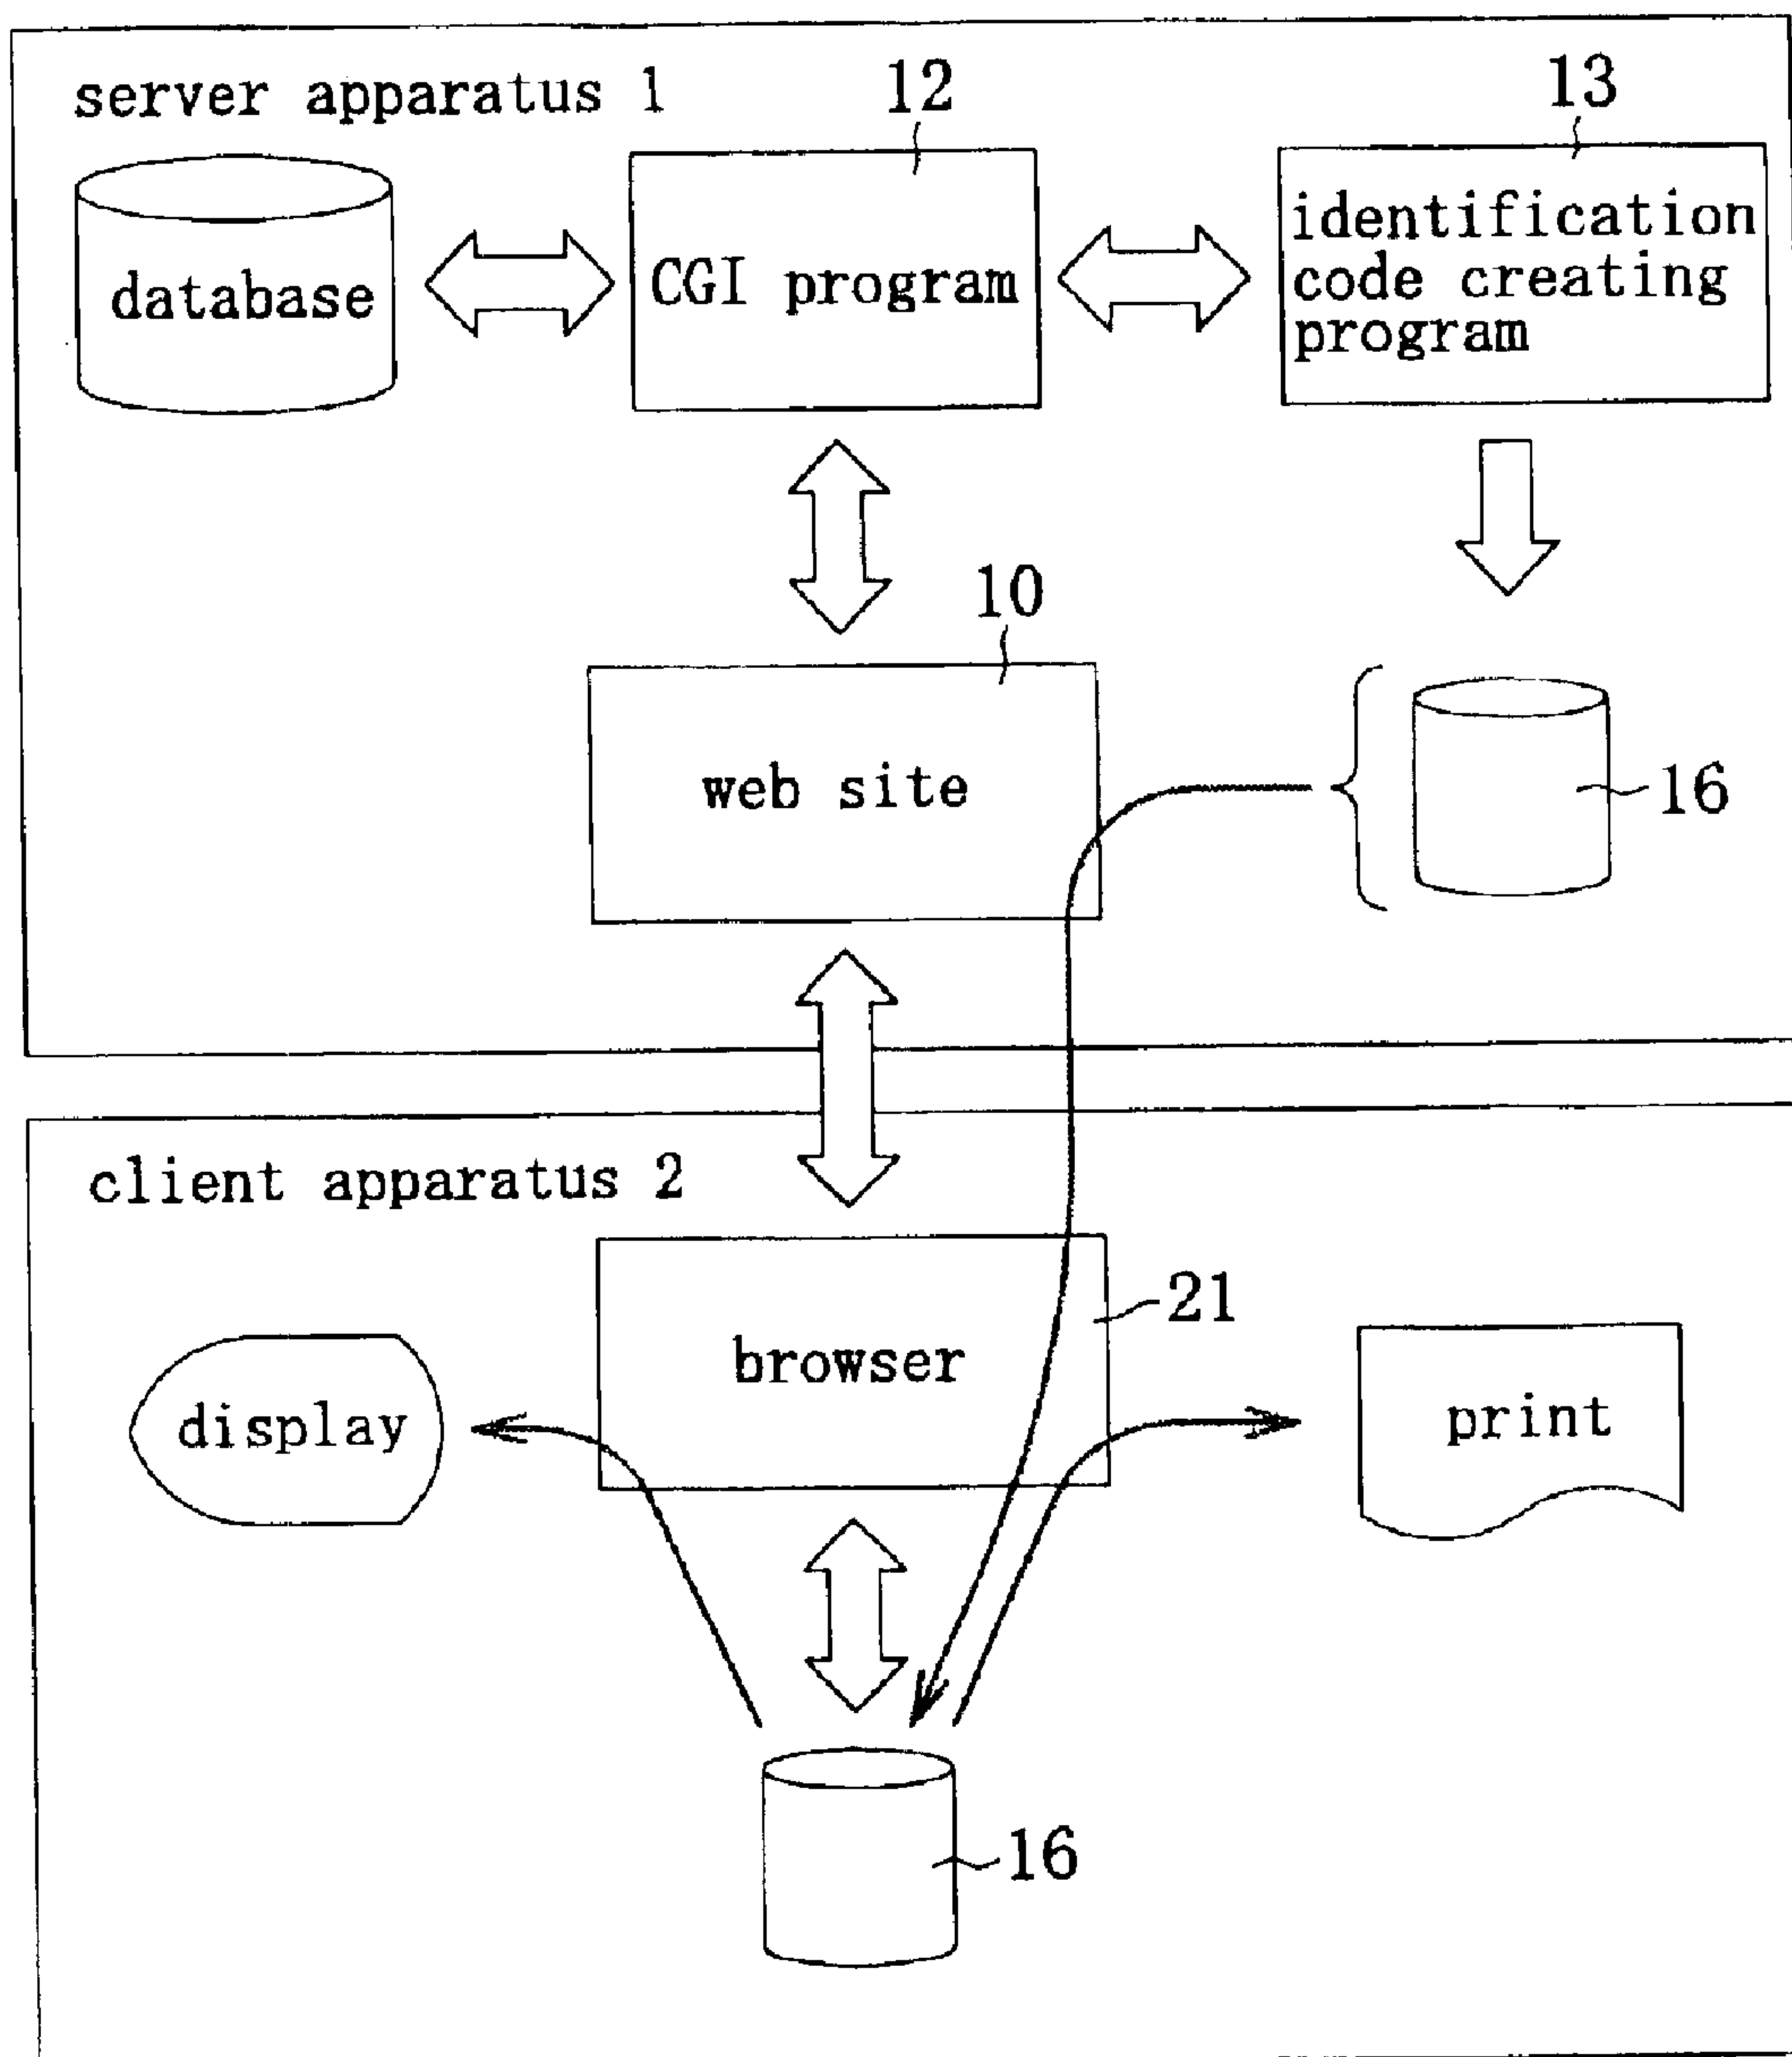 server apparatus 1
12
13
database
CGI program
identification
code creating
program
10
web site
16
client apparatus 2
21
browser
display
print
16